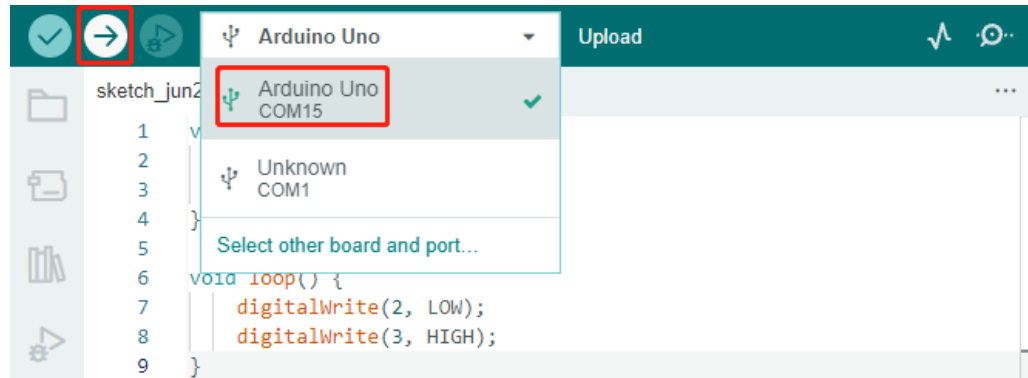 Arduino Uno Upload
sketch_jun2
Arduino Uno
COM15
...
1 v
2
Unknown
3
COM1
4 }
5
Select other board and port...
6 void loop() {
7 digitalWrite(2, LOW);
8 digitalWrite(3, HIGH);
9 }